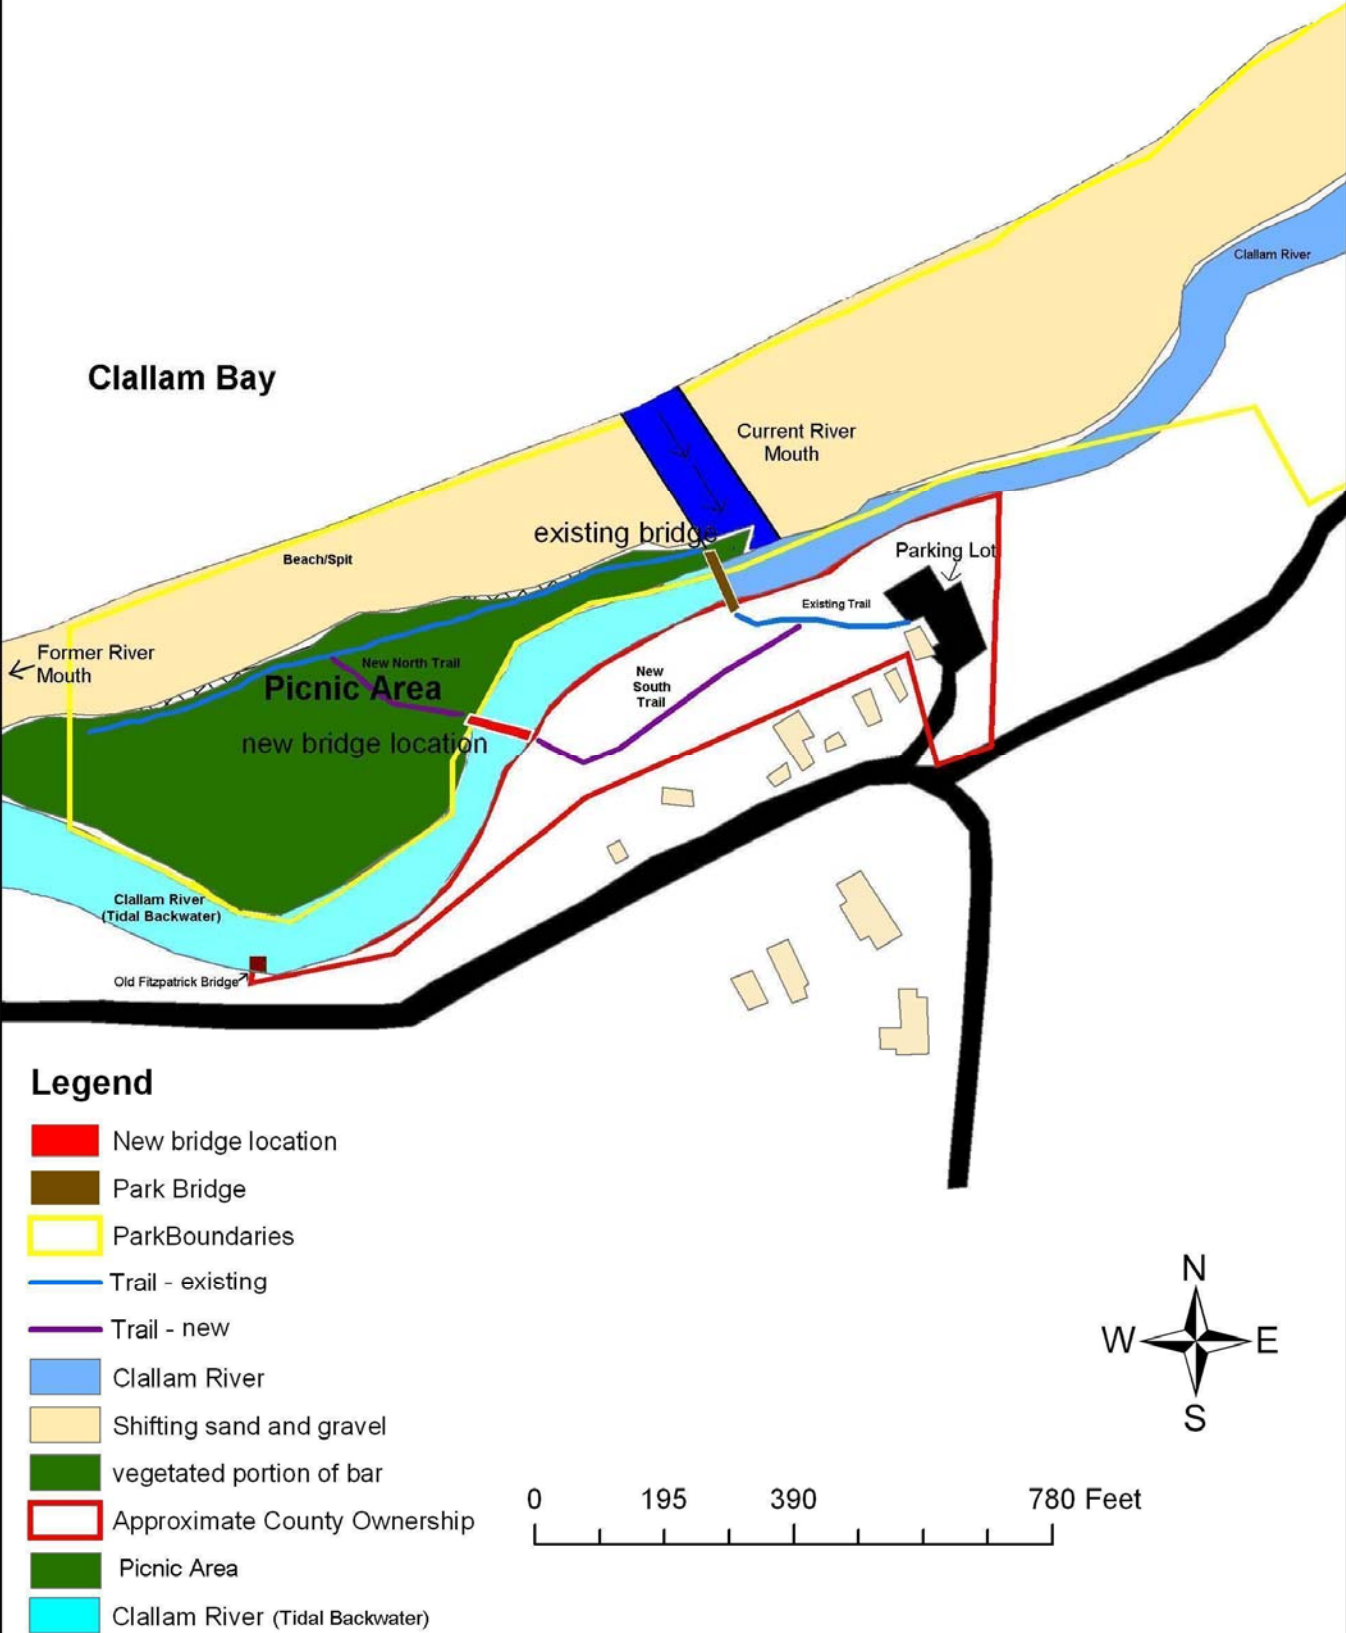 Clallam River
Clallam Bay
Current River
Mouth
existing bridge
Parking Lot
Beach/Spit
Existing Trail
Former River
Mouth
New North Trail
New
South
Trail
Picnic Area
new bridge location
Clallam River
(Tidal Backwater)
Old Fitzpatrick Bridge
Legend
New bridge location
Park Bridge
ParkBoundaries
Trail - existing
Trail - new
Clallam River
Shifting sand and gravel
vegetated portion of bar
Approximate County Ownership
Picnic Area
Clallam River (Tidal Backwater)
N
W E
S
0 195 390 780 Feet